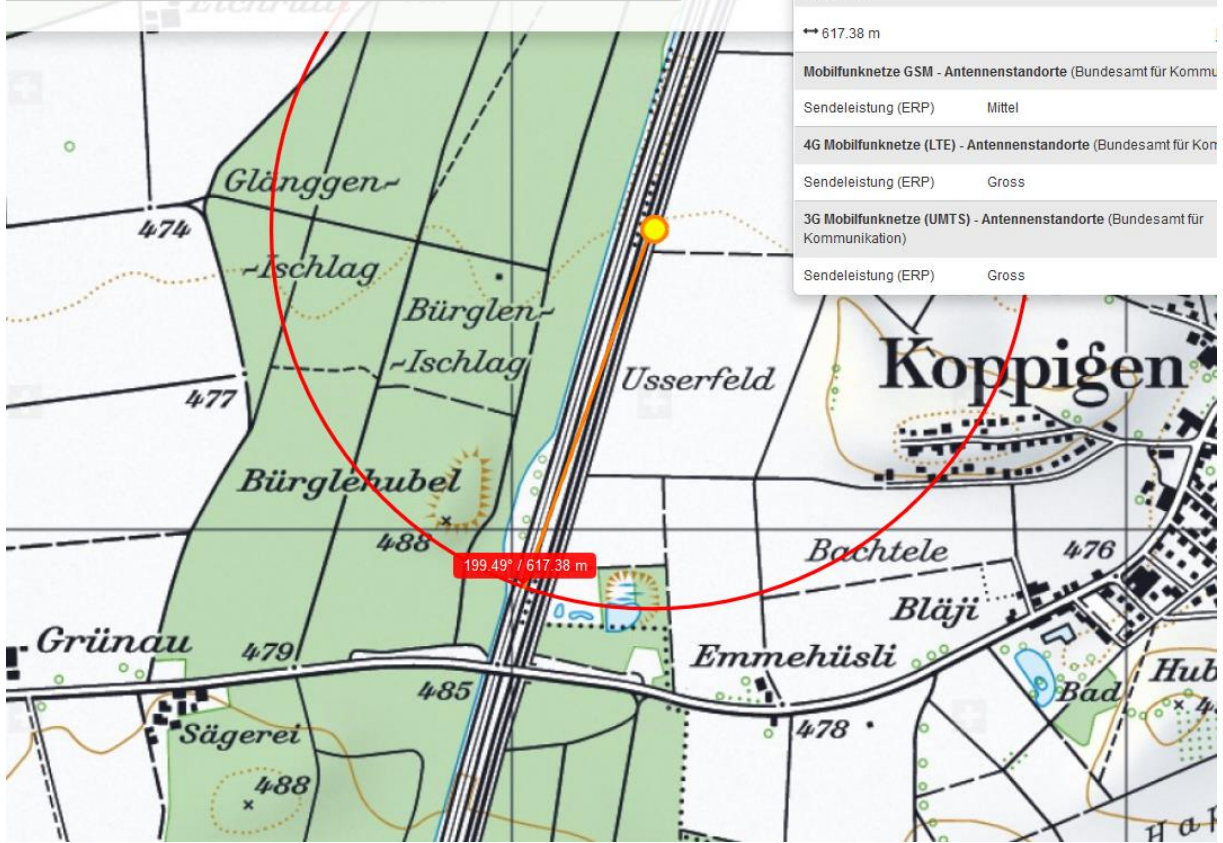 Eichrüti
617.38 m
Mobilfunknetze GSM - Antennenstandorte (Bundesamt für Kommu
Sendeleistung (ERP) Mittel
4G Mobilfunknetze (LTE) - Antennenstandorte (Bundesamt für Kom
Sendeleistung (ERP) Gross
3G Mobilfunknetze (UMTS) - Antennenstandorte (Bundesamt für
Kommunikation)
Sendeleistung (ERP) Gross
Glänggen-
474
-Ischlag
Bürglen-
-Ischlag
Usserfeld
Koppigen
477
Bürglehubel
488
199.49° / 617.38 m
Bachtele
476
Bläji
Grünau
479
Emmehüsli
485
Bad
Hub
Sägerei
478
488